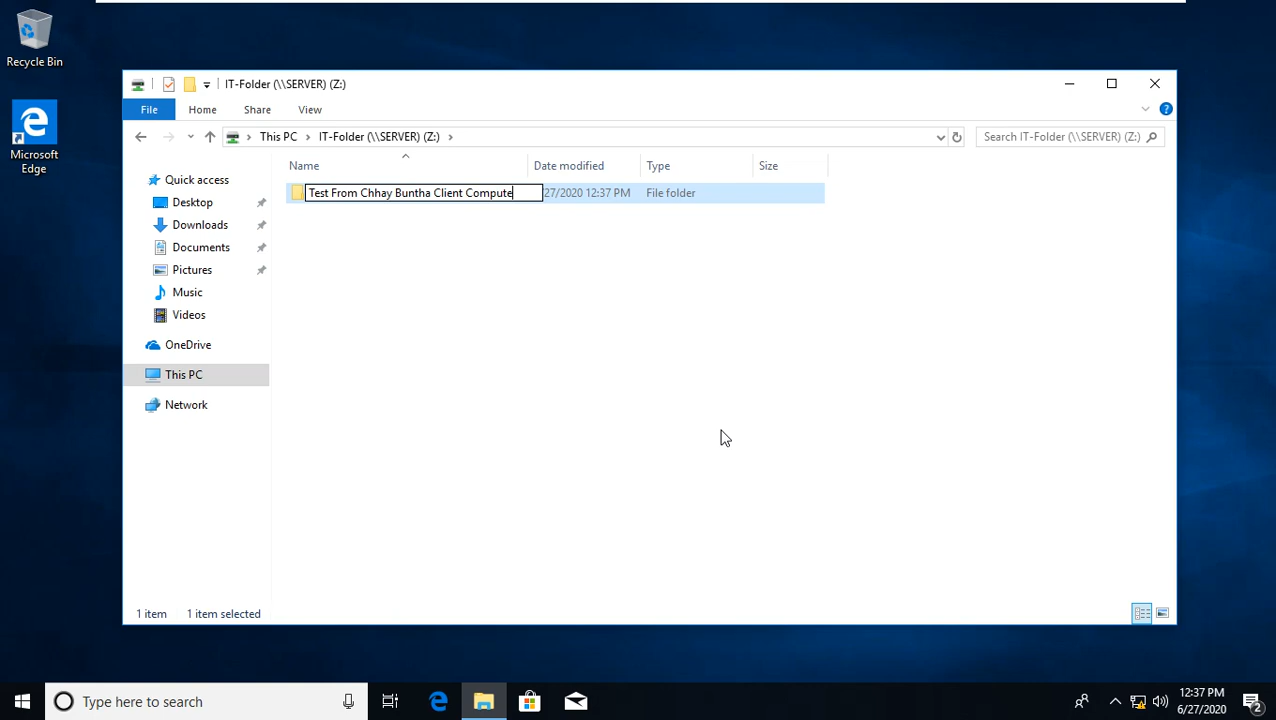 Recycle Bin
Microsoft
Edge
IT-Folder (\\SERVER) (Z:)
File Home Share View
This PC IT-Folder (\\SERVER) (Z:)
Search IT-Folder (\\SERVER) (Z:)
Name Date modified Type Size
Test From Chhay Buntha Client Compute /27/2020 12:37 PM File folder
Quick access
Desktop
Downloads
Documents
Pictures
Music
Videos
OneDrive
This PC
Network
1 item 1 item selected
Type here to search
12:37 PM
6/27/2020
2